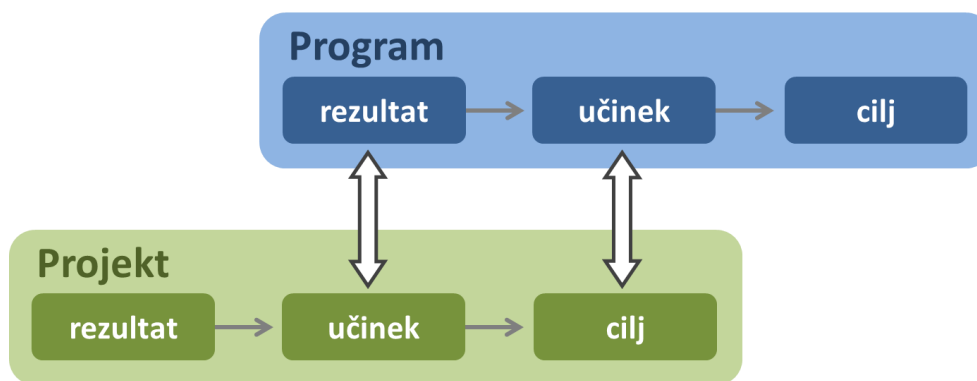 Program
rezultat
učinek
cilj
Projekt
rezultat
učinek
cilj